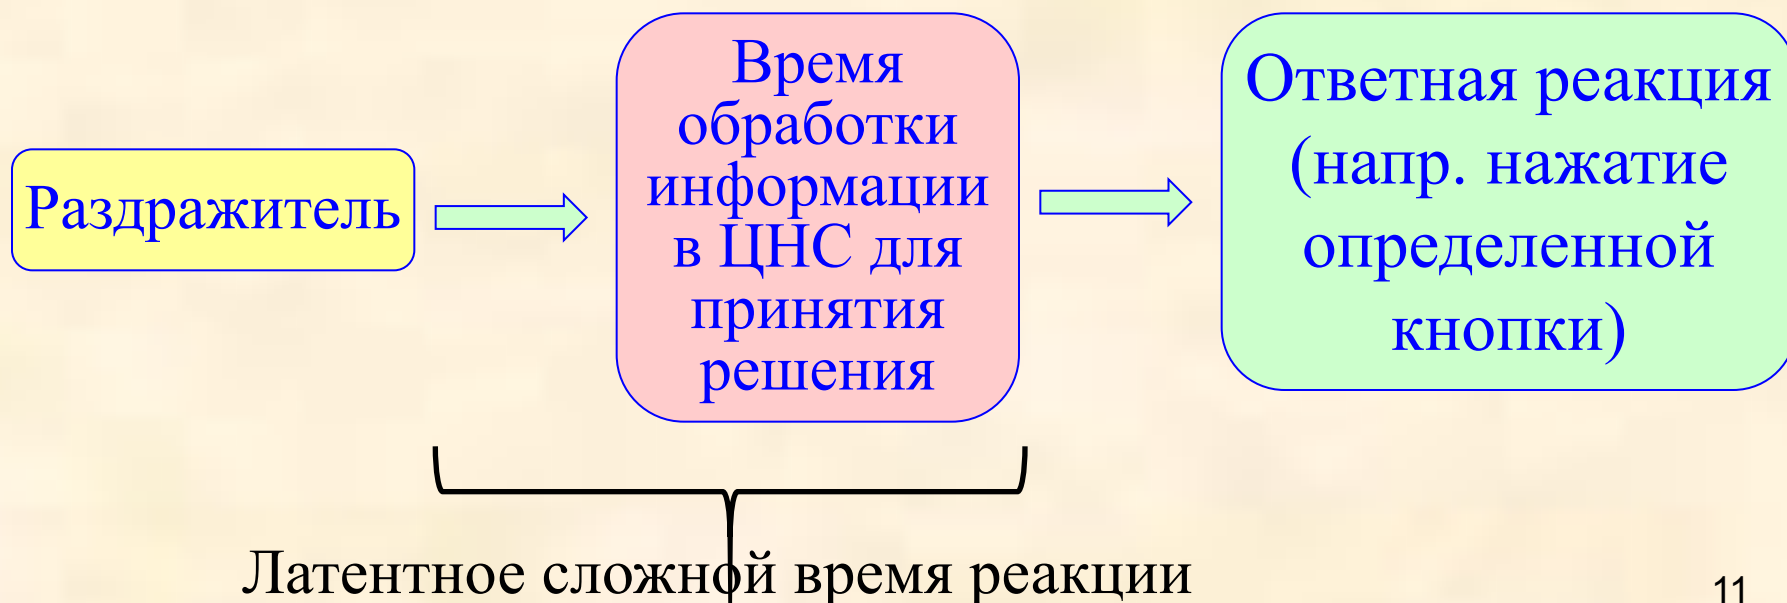 Раздражитель
Время
обработки
информации
в ЦНС для
принятия
решения
Ответная реакция
(напр. нажатие
определенной
кнопки)
Латентное сложной время реакции
11